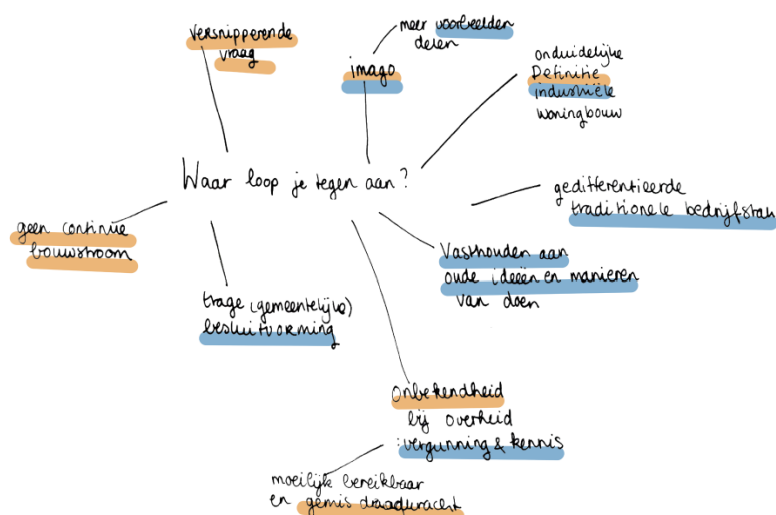 versnipperende
vraag
meer voorbeelden
delen
imago
onduidelijke
Definitie
industriële
woningbouw
Waar loop je tegen aan?
gedifferentieerde
traditionele bedrijfstak
geen continue
bouwstroom
Vasthouden aan
oude ideeën en manieren
van doen
trage (gemeentelijke)
besluitvorming
Onbekendheid
bij overheid
: vergunning & kennis
moeilijk bereikbaar
en gemis draadkracht